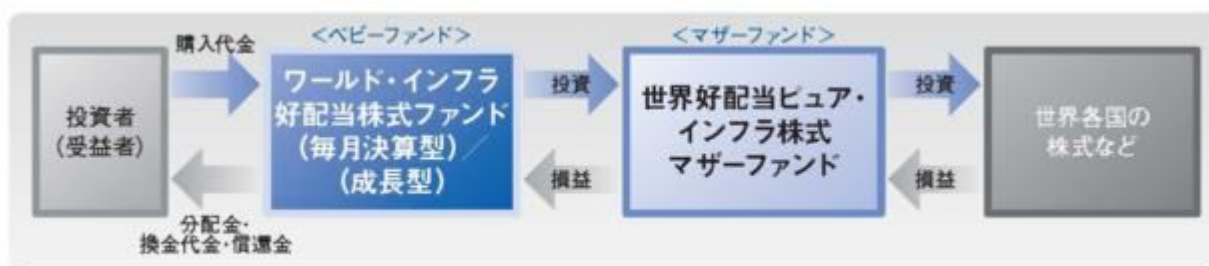 購入代金
<ベビーファンド>
<マザーファンド>
投資者
(受益者)
ワールド・インフラ
好配当株式ファンド
(毎月決算型)／
(成長型)
投資
損益
世界好配当ピュア・
インフラ株式
マザーファンド
投資
損益
世界各国の
株式など
分配金・
換金代金・償還金